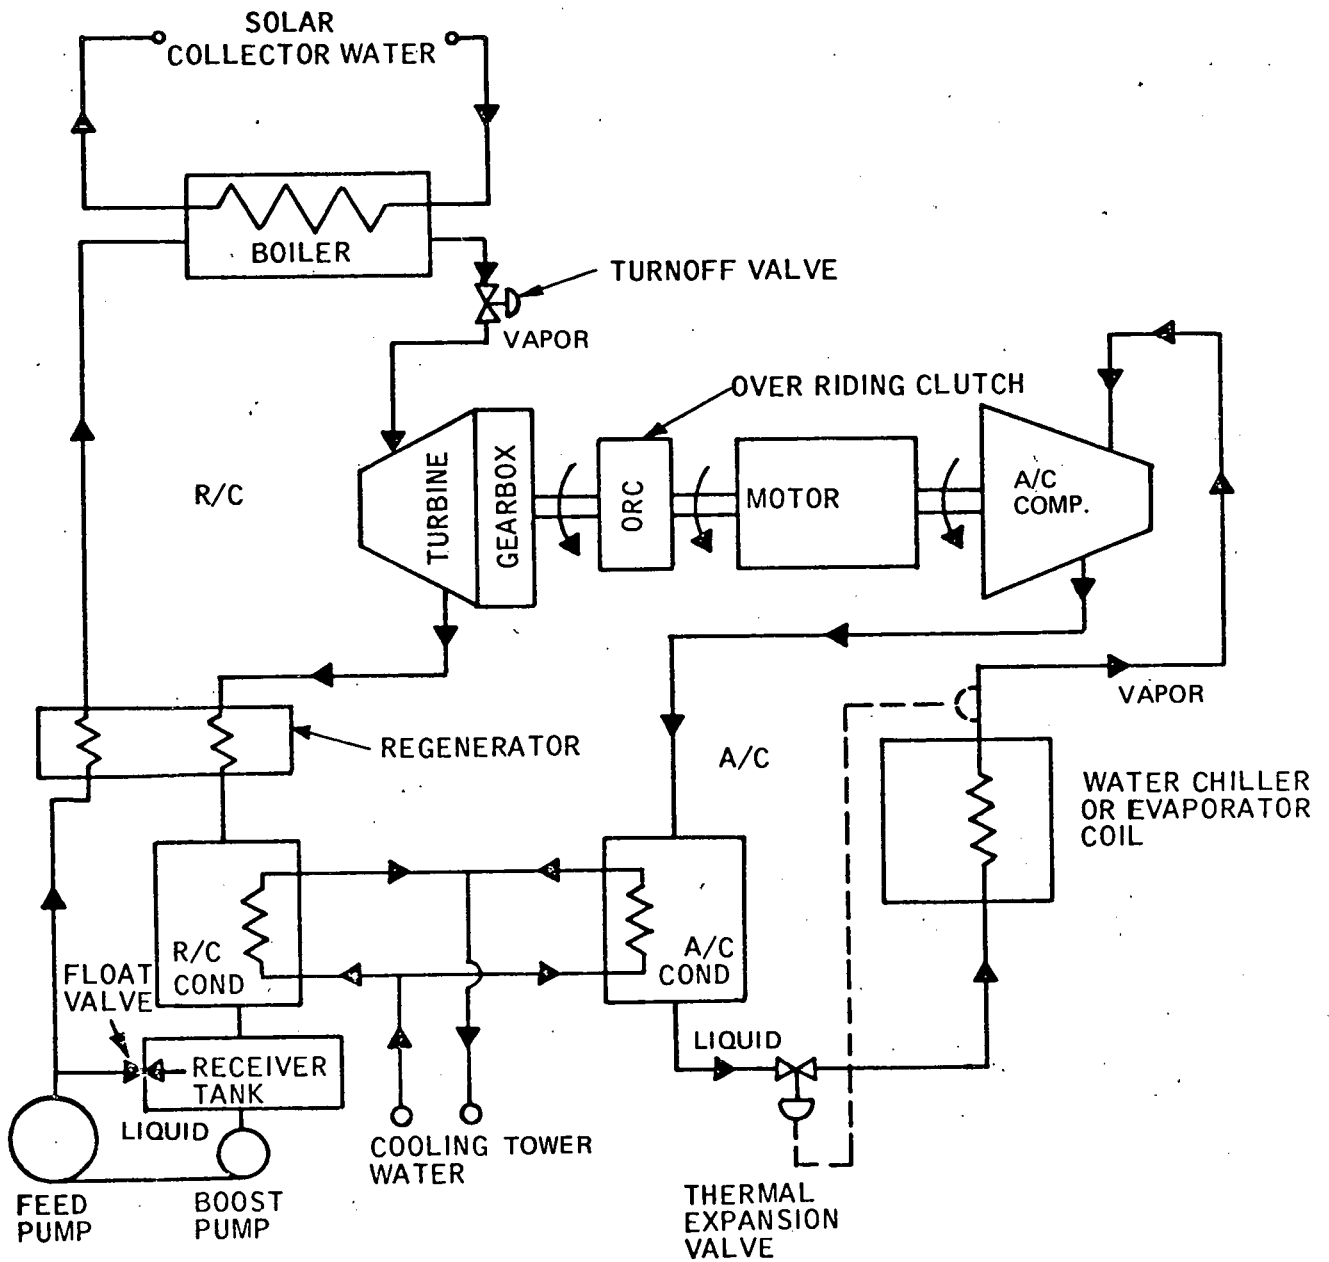 SOLAR
COLLECTOR WATER
BOILER
TURNOFF VALVE
VAPOR
OVER RIDING CLUTCH
R/C
TURBINE
GEARBOX
ORC
MOTOR
A/C
COMP.
VAPOR
REGENERATOR
A/C
WATER CHILLER
OR EVAPORATOR
COIL
R/C
COND
A/C
COND
FLOAT
VALVE
LIQUID
RECEIVER
TANK
LIQUID
COOLING TOWER
WATER
FEED
PUMP
BOOST
PUMP
THERMAL
EXPANSION
VALVE